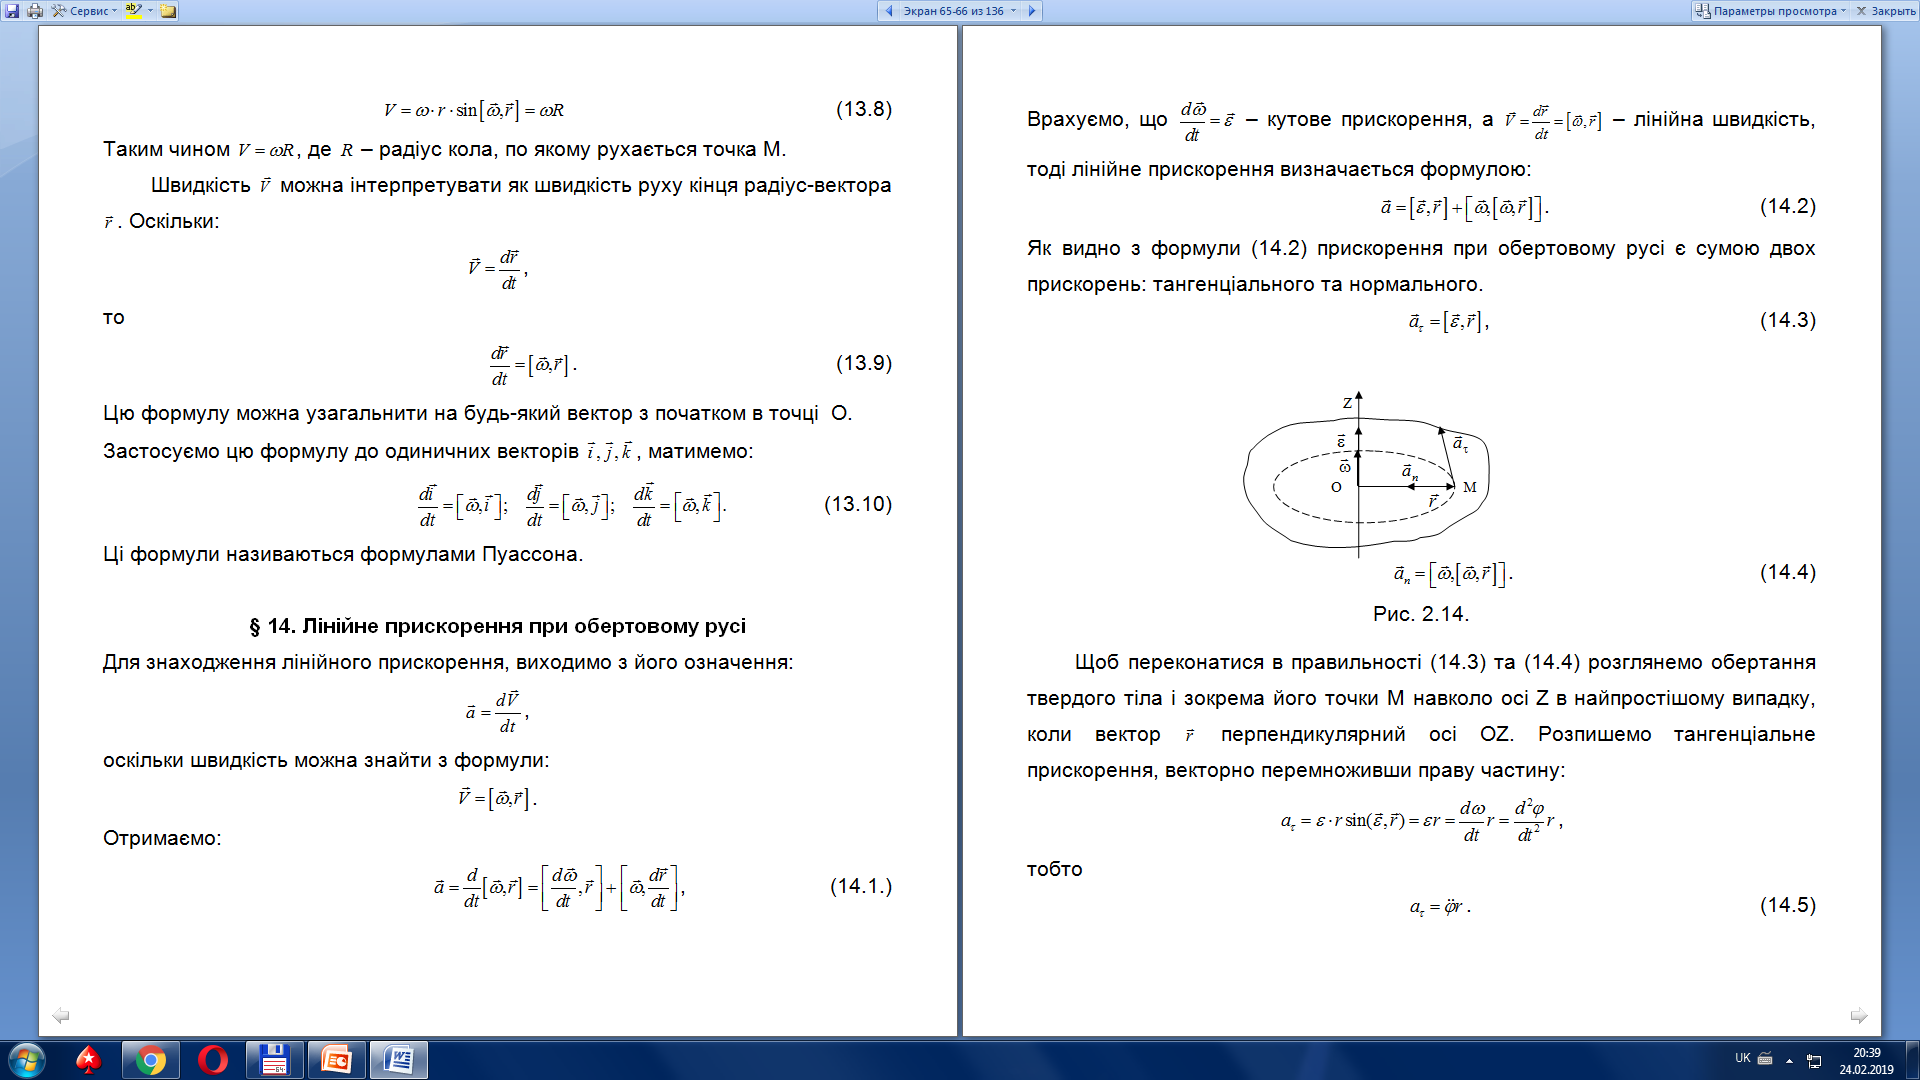 Сервис
Экран 65-66 из 136
Параметры просмотра
Закрыть
V = ω · r · sin[ω⃗,r⃗] = ωR (13.8)
Таким чином V = ωR, де R – радіус кола, по якому рухається точка М.
Швидкість V⃗ можна інтерпретувати як швидкість руху кінця радіус-вектора
r⃗ . Оскільки:
V⃗ = dr⃗/dt ,
то
dr⃗/dt = [ω⃗,r⃗] . (13.9)
Цю формулу можна узагальнити на будь-який вектор з початком в точці О.
Застосуємо цю формулу до одиничних векторів i⃗ , j⃗ , k⃗ , матимемо:
di⃗/dt = [ω⃗,i⃗]; dj⃗/dt = [ω⃗,j⃗]; dk⃗/dt = [ω⃗,k⃗]. (13.10)
Ці формули називаються формулами Пуассона.
§ 14. Лінійне прискорення при обертовому русі
Для знаходження лінійного прискорення, виходимо з його означення:
a⃗ = dV⃗/dt ,
оскільки швидкість можна знайти з формули:
V⃗ = [ω⃗,r⃗] .
Отримаємо:
a⃗ = d/dt [ω⃗,r⃗] = [dω⃗/dt ,r⃗] + [ω⃗, dr⃗/dt] , (14.1.)
Врахуємо, що dω⃗/dt = ε⃗ – кутове прискорення, а V⃗ = dr⃗/dt = [ω⃗,r⃗] – лінійна швидкість,
тоді лінійне прискорення визначається формулою:
a⃗ = [ε⃗,r⃗] + [ω⃗,[ω⃗,r⃗]] . (14.2)
Як видно з формули (14.2) прискорення при обертовому русі є сумою двох
прискорень: тангенціального та нормального.
a⃗τ = [ε⃗,r⃗] , (14.3)
Z
ε⃗
a⃗τ
ω⃗
a⃗n
O
M
r⃗
a⃗n = [ω⃗,[ω⃗,r⃗]] . (14.4)
Рис. 2.14.
Щоб переконатися в правильності (14.3) та (14.4) розглянемо обертання
твердого тіла і зокрема його точки М навколо осі Z в найпростішому випадку,
коли вектор r⃗ перпендикулярний осі OZ. Розпишемо тангенціальне
прискорення, векторно перемноживши праву частину:
aτ = ε · r sin(ε⃗,r⃗) = εr = dω/dt r = d²φ/dt² r ,
тобто
aτ = φ̈r . (14.5)
UK
20:39
24.02.2019